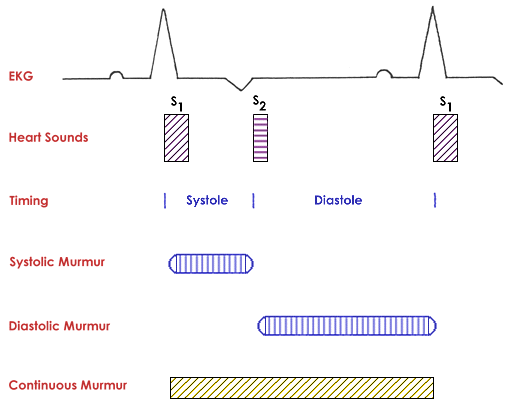 EKG
S1 S2 S1
Heart Sounds
Timing Systole Diastole
Systolic Murmur
Diastolic Murmur
Continuous Murmur